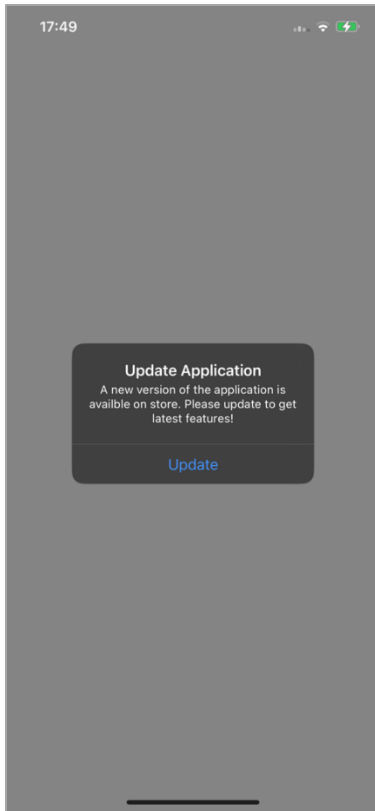 17:49
Update Application
A new version of the application is
availble on store. Please update to get
latest features!
Update